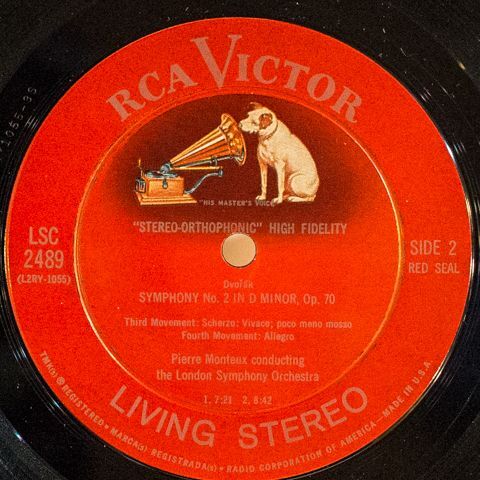 RCA VICTOR
"HIS MASTER'S VOICE"
"STEREO-ORTHOPHONIC" HIGH FIDELITY
LSC
2489
(L2RY-1055)
SIDE 2
RED SEAL
Dvořák
SYMPHONY No. 2 IN D MINOR, Op. 70
Third Movement: Scherzo: Vivace; poco meno mosso
Fourth Movement: Allegro
Pierre Monteux conducting
the London Symphony Orchestra
1. 7:21 2. 8:42
LIVING STEREO
TMK(s) ® REGISTERED • MARCA(s) REGISTRADA(s) • RADIO CORPORATION OF AMERICA - MADE IN U.S.A.